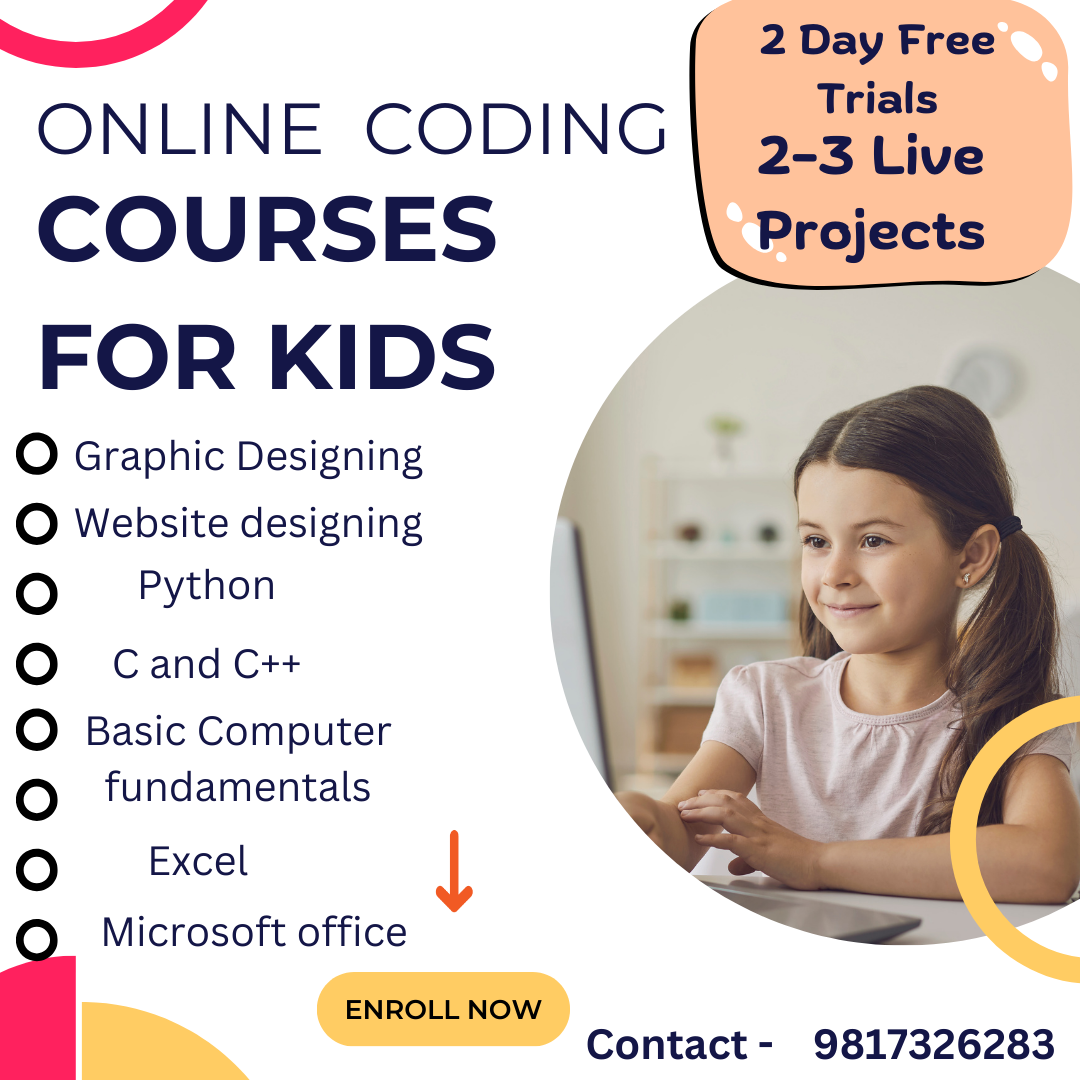 2 Day Free
Trials
2-3 Live
Projects
ONLINE CODING
COURSES
FOR KIDS
Graphic Designing
Website designing
Python
C and C++
Basic Computer
fundamentals
Excel
Microsoft office
ENROLL NOW
Contact - 9817326283